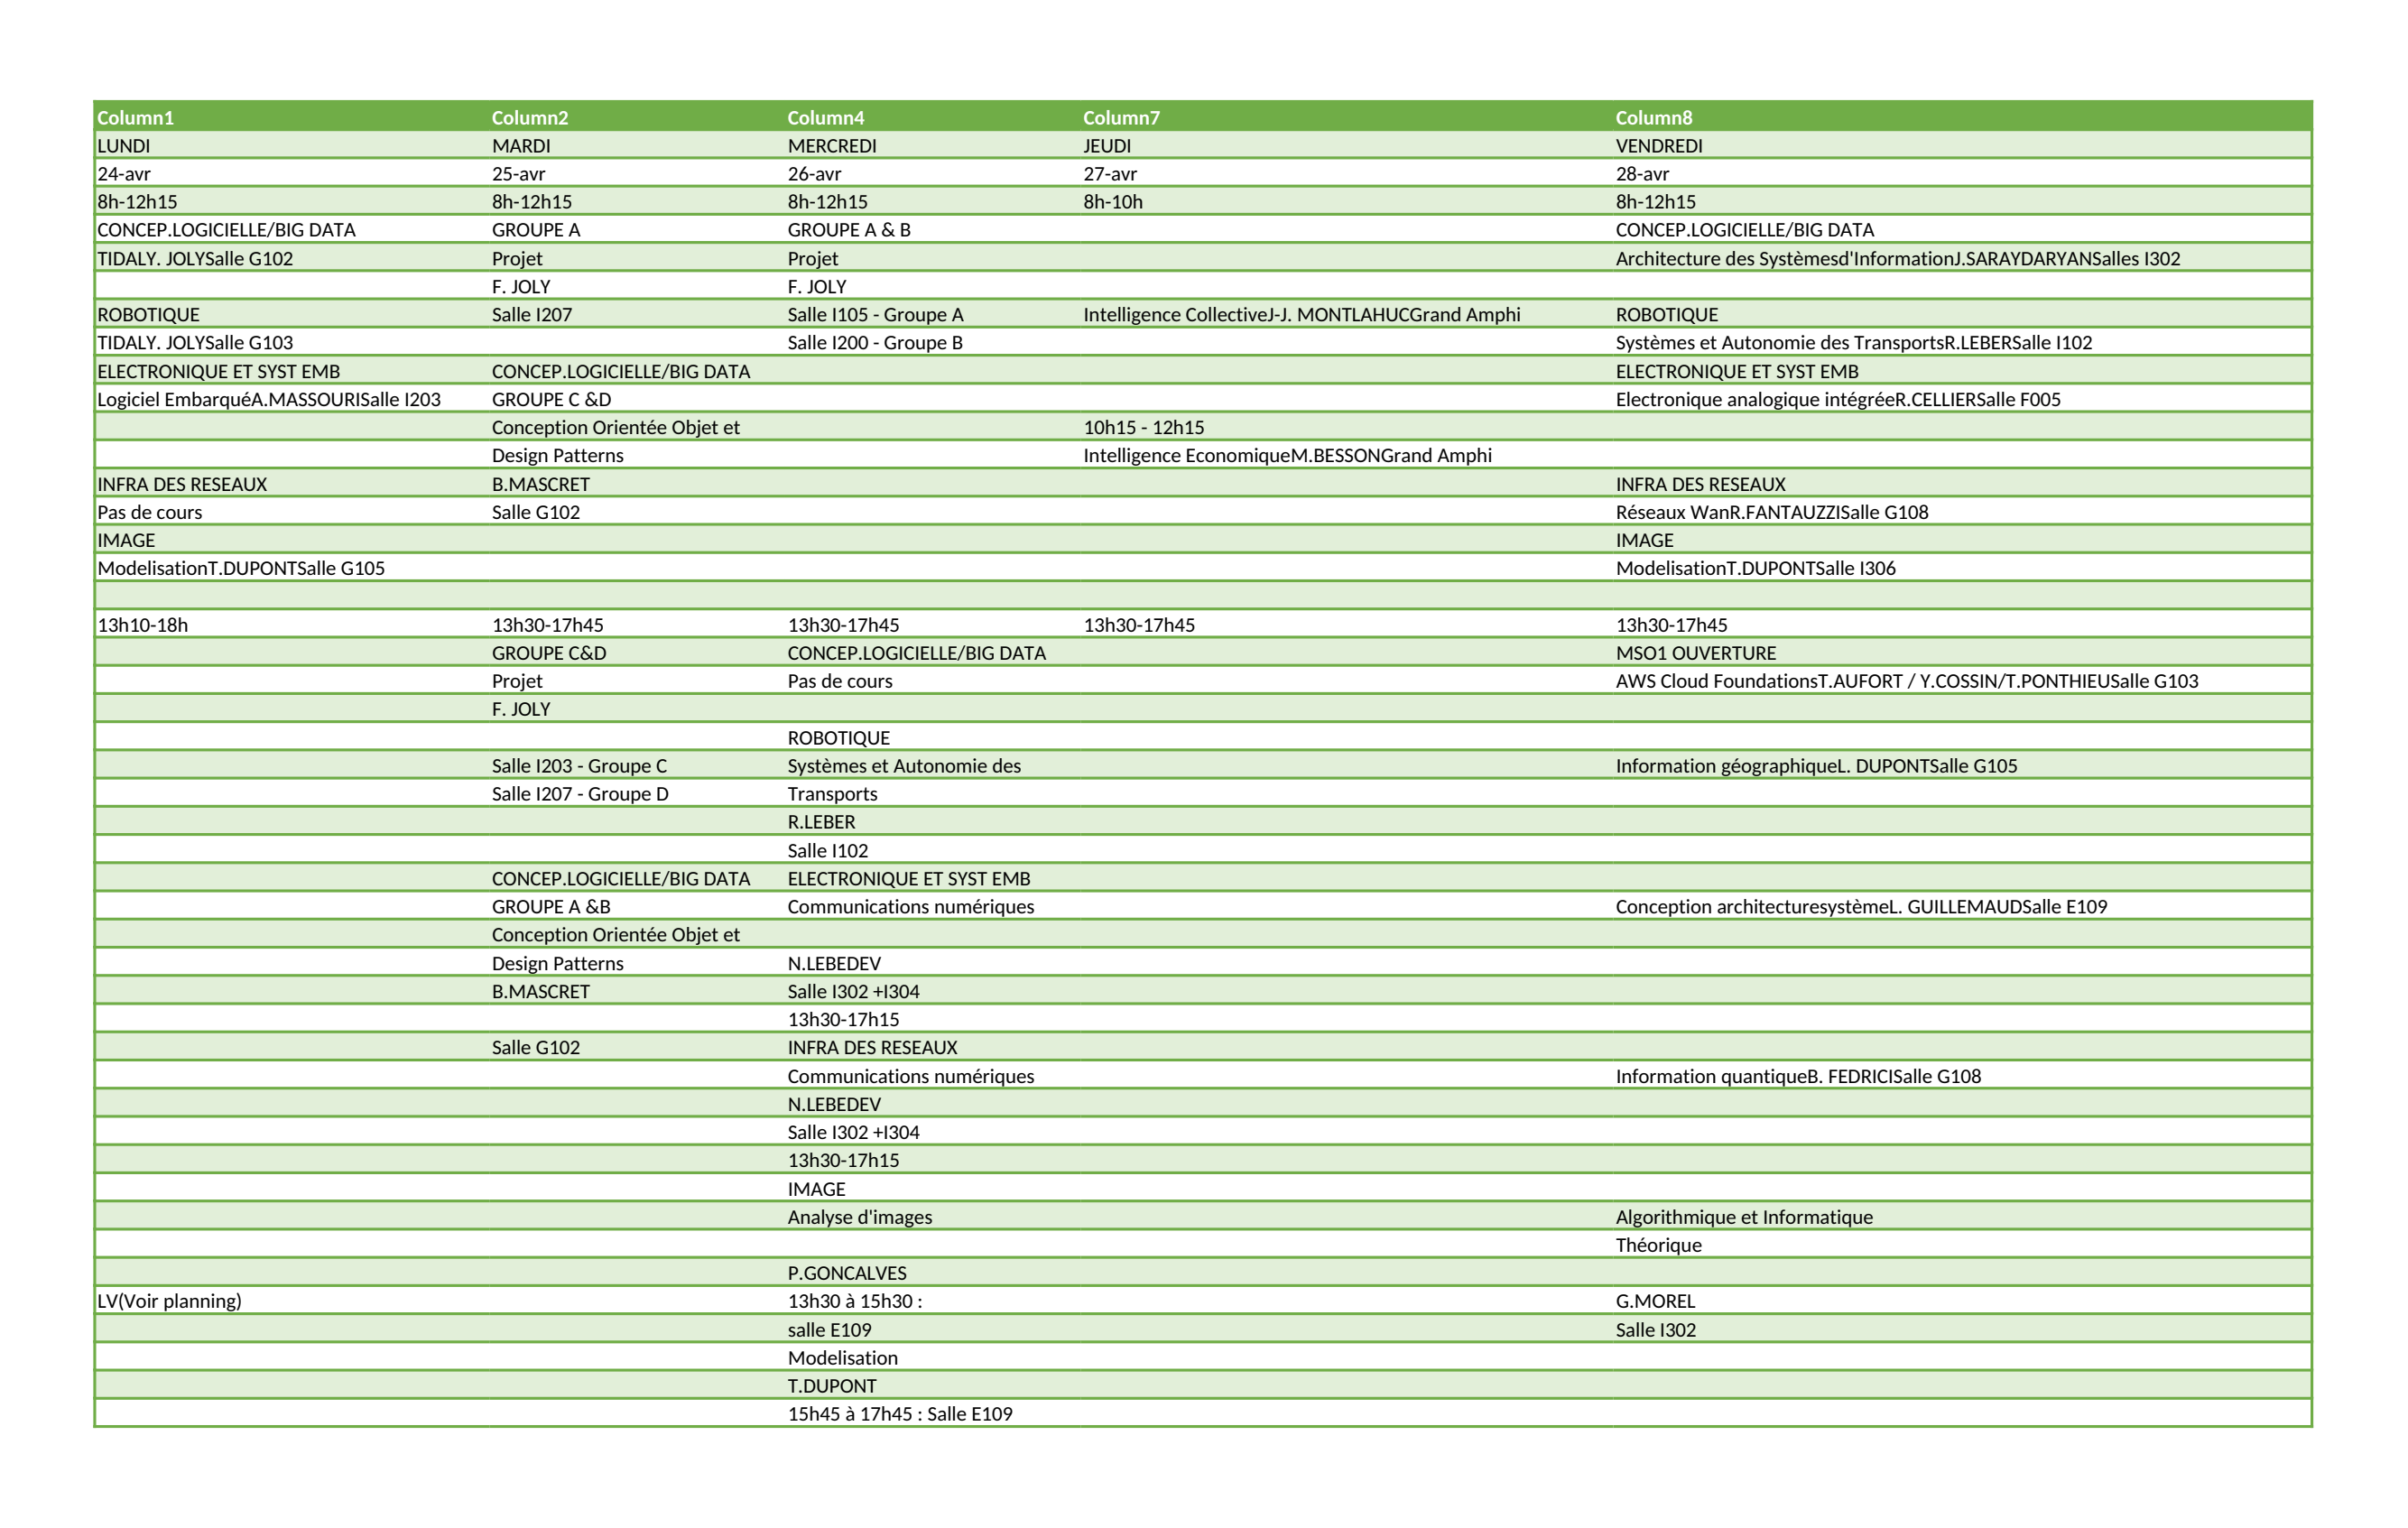 Column1 Column2 Column4 Column7 Column8
LUNDI MARDI MERCREDI JEUDI VENDREDI
24-avr 25-avr 26-avr 27-avr 28-avr
8h-12h15 8h-12h15 8h-12h15 8h-10h 8h-12h15
CONCEP.LOGICIELLE/BIG DATA GROUPE A GROUPE A & B CONCEP.LOGICIELLE/BIG DATA
TIDALY. JOLYSalle G102 Projet Projet Architecture des Systèmesd'InformationJ.SARAYDARYANSalles I302
F. JOLY F. JOLY
ROBOTIQUE Salle I207 Salle I105 - Groupe A Intelligence CollectiveJ-J. MONTLAHUCGrand Amphi ROBOTIQUE
TIDALY. JOLYSalle G103 Salle I200 - Groupe B Systèmes et Autonomie des TransportsR.LEBERSalle I102
ELECTRONIQUE ET SYST EMB CONCEP.LOGICIELLE/BIG DATA ELECTRONIQUE ET SYST EMB
Logiciel EmbarquéA.MASSOURISalle I203 GROUPE C &D Electronique analogique intégréeR.CELLIERSalle F005
Conception Orientée Objet et 10h15 - 12h15
Design Patterns Intelligence EconomiqueM.BESSONGrand Amphi
INFRA DES RESEAUX B.MASCRET INFRA DES RESEAUX
Pas de cours Salle G102 Réseaux WanR.FANTAUZZISalle G108
IMAGE IMAGE
ModelisationT.DUPONTSalle G105 ModelisationT.DUPONTSalle I306
13h10-18h 13h30-17h45 13h30-17h45 13h30-17h45 13h30-17h45
GROUPE C&D CONCEP.LOGICIELLE/BIG DATA MSO1 OUVERTURE
Projet Pas de cours AWS Cloud FoundationsT.AUFORT / Y.COSSIN/T.PONTHIEUSalle G103
F. JOLY
ROBOTIQUE
Salle I203 - Groupe C Systèmes et Autonomie des Information géographiqueL. DUPONTSalle G105
Salle I207 - Groupe D Transports
R.LEBER
Salle I102
CONCEP.LOGICIELLE/BIG DATA ELECTRONIQUE ET SYST EMB
GROUPE A &B Communications numériques Conception architecturesystèmeL. GUILLEMAUDSalle E109
Conception Orientée Objet et
Design Patterns N.LEBEDEV
B.MASCRET Salle I302 +I304
13h30-17h15
Salle G102 INFRA DES RESEAUX
Communications numériques Information quantiqueB. FEDRICISalle G108
N.LEBEDEV
Salle I302 +I304
13h30-17h15
IMAGE
Analyse d'images Algorithmique et Informatique
Théorique
P.GONCALVES
LV(Voir planning) 13h30 à 15h30 : G.MOREL
salle E109 Salle I302
Modelisation
T.DUPONT
15h45 à 17h45 : Salle E109